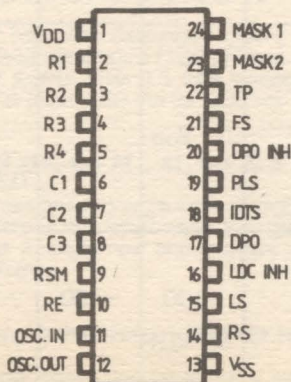 VDD 1 24 MASK 1
R1 2 23 MASK2
R2 3 22 TP
R3 4 21 FS
R4 5 20 DPO INH
C1 6 19 PLS
C2 7 18 IDTS
C3 8 17 DPO
RSM 9 16 LDC INH
RE 10 15 LS
OSC. IN 11 14 RS
OSC. OUT 12 13 VSS